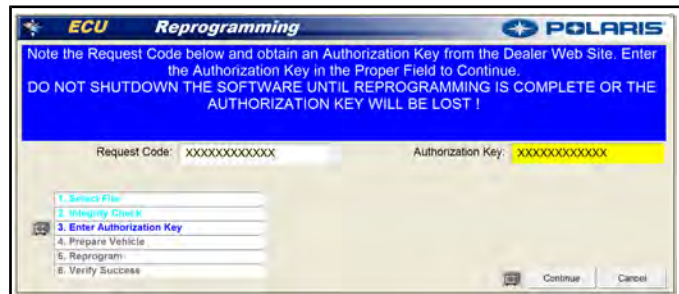 ECU Reprogramming
POLARIS
Note the Request Code below and obtain an Authorization Key from the Dealer Web Site. Enter
the Authorization Key in the Proper Field to Continue.
DO NOT SHUTDOWN THE SOFTWARE UNTIL REPROGRAMMING IS COMPLETE OR THE
AUTHORIZATION KEY WILL BE LOST !
Request Code: XXXXXXXXXXXX Authorization Key: XXXXXXXXXXXX
1. Select File
2. Integrity Check
3. Enter Authorization Key
4. Prepare Vehicle
5. Reprogram
6. Verify Success
Continue Cancel